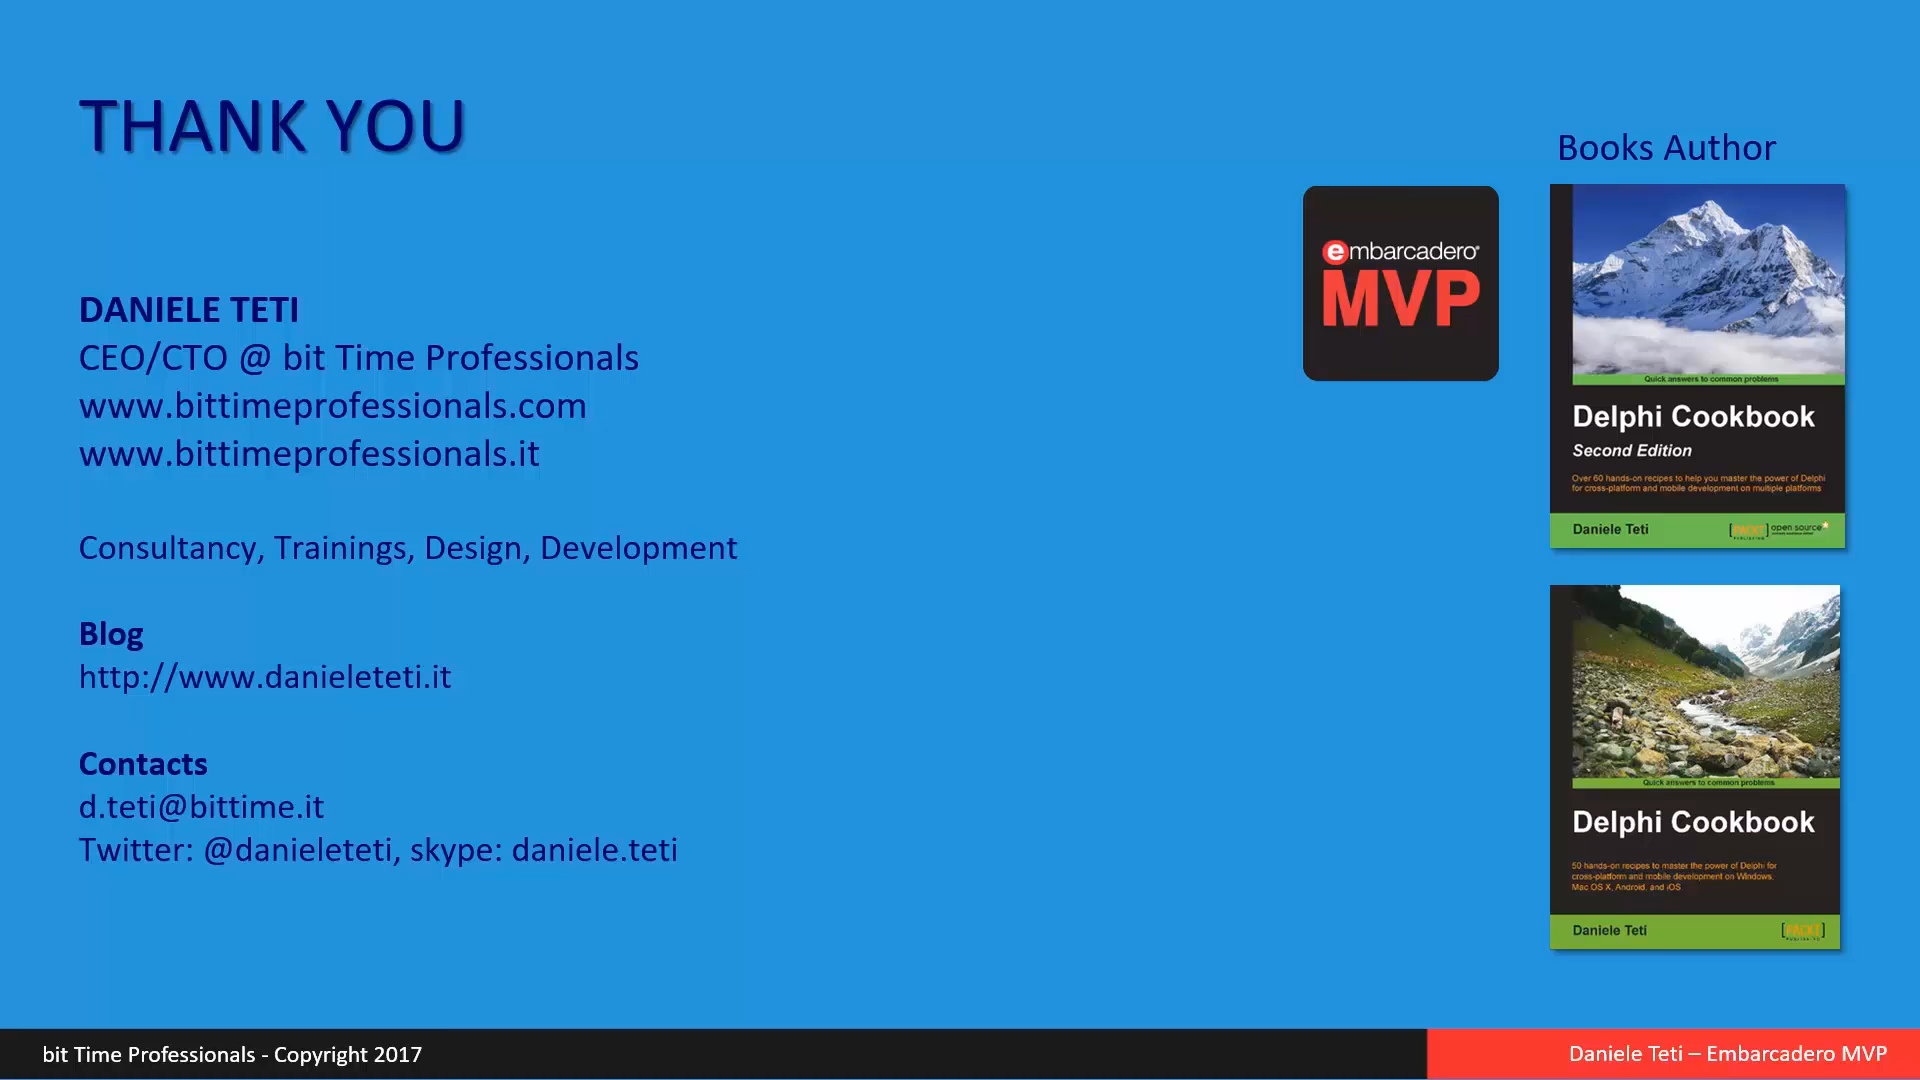 THANK YOU
DANIELE TETI
CEO/CTO @ bit Time Professionals
www.bittimeprofessionals.com
www.bittimeprofessionals.it
Consultancy, Trainings, Design, Development
Blog
http://www.danieleteti.it
Contacts
d.teti@bittime.it
Twitter: @danieleteti, skype: daniele.teti
embarcadero®
MVP
Books Author
Quick answers to common problems
Delphi Cookbook
Second Edition
Over 60 hands-on recipes to help you master the power of Delphi
for cross-platform and mobile development on multiple platforms
Daniele Teti
[PACKT]
PUBLISHING
open source
Quick answers to common problems
Delphi Cookbook
50 hands-on recipes to master the power of Delphi for
cross-platform and mobile development on Windows,
Mac OS X, Android, and iOS
Daniele Teti
[PACKT]
PUBLISHING
bit Time Professionals - Copyright 2017
Daniele Teti – Embarcadero MVP